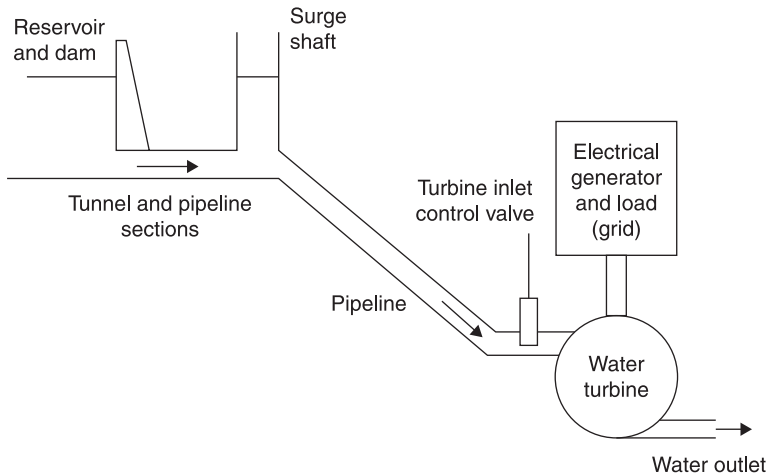 Reservoir
and dam
Surge
shaft
Tunnel and pipeline
sections
Turbine inlet
control valve
Electrical
generator
and load
(grid)
Pipeline
Water
turbine
Water outlet